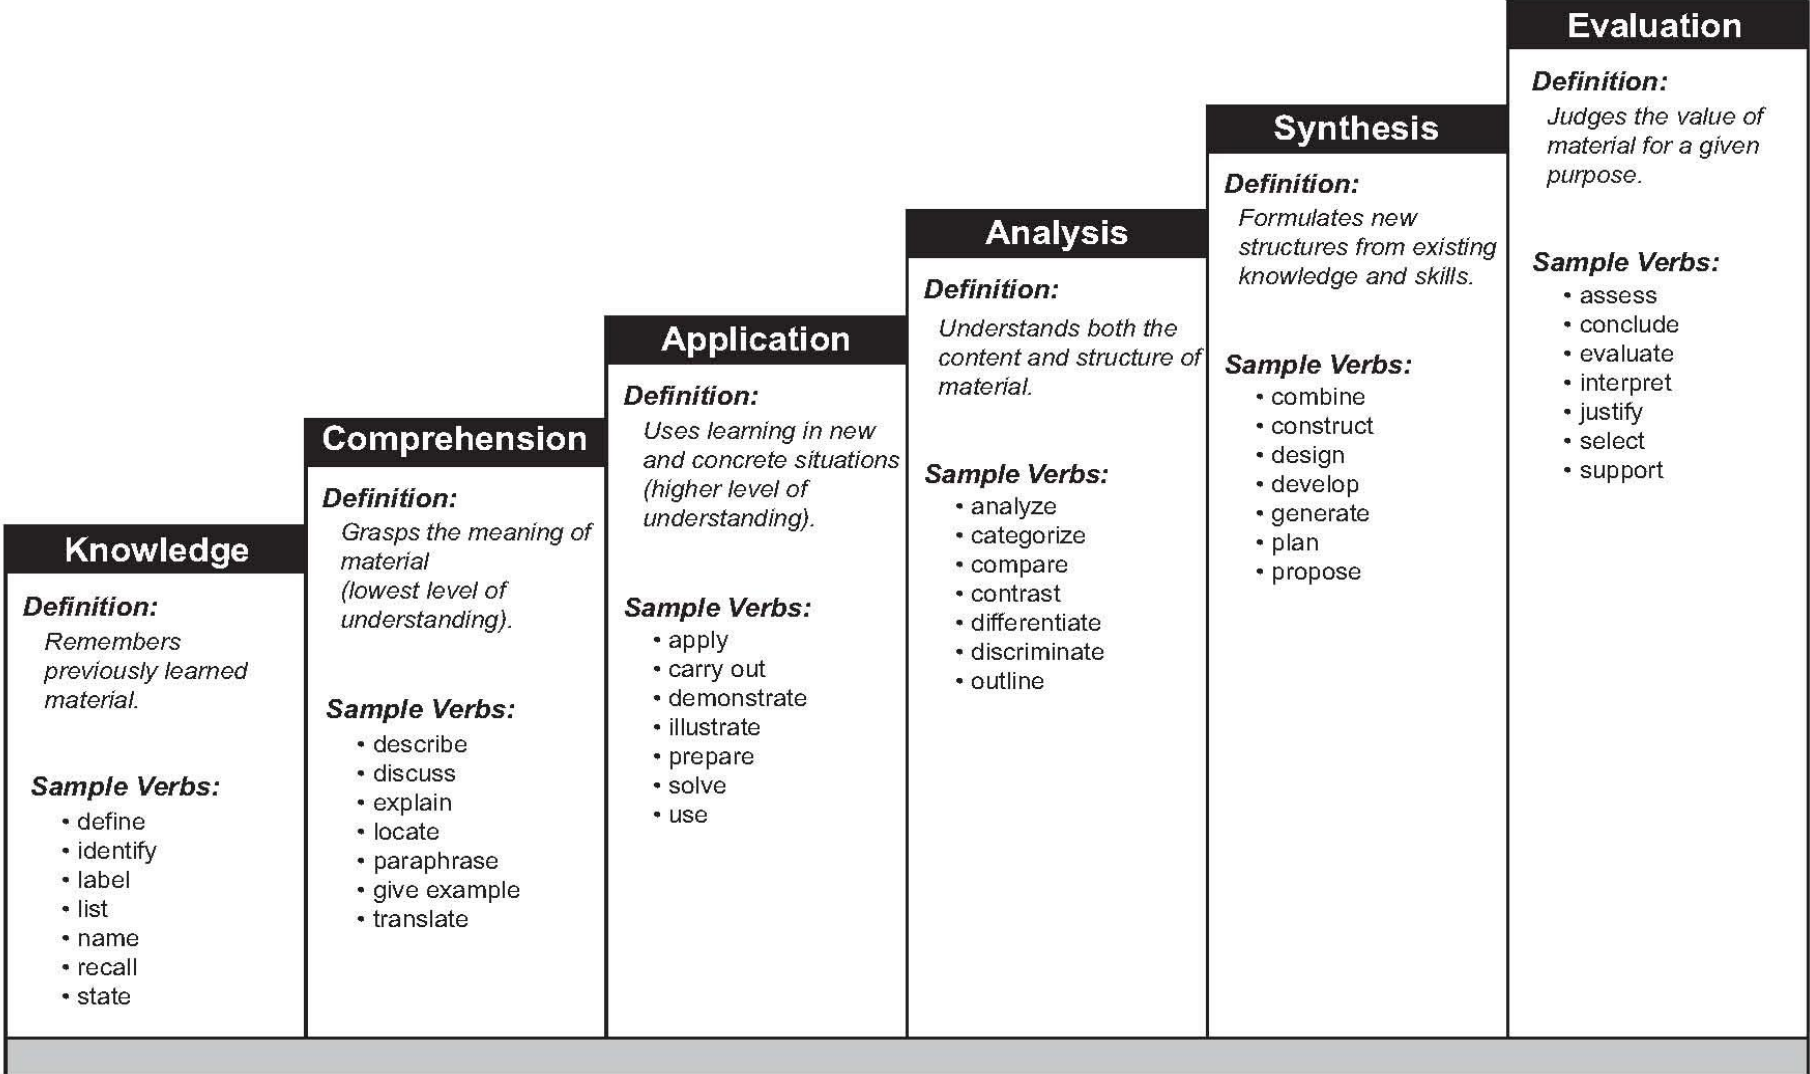 Knowledge
Definition:
Remembers
previously learned
material.
Sample Verbs:
• define
• identify
• label
• list
• name
• recall
• state
Comprehension
Definition:
Grasps the meaning of
material
(lowest level of
understanding).
Sample Verbs:
• describe
• discuss
• explain
• locate
• paraphrase
• give example
• translate
Application
Definition:
Uses learning in new
and concrete situations
(higher level of
understanding).
Sample Verbs:
• apply
• carry out
• demonstrate
• illustrate
• prepare
• solve
• use
Analysis
Definition:
Understands both the
content and structure of
material.
Sample Verbs:
• analyze
• categorize
• compare
• contrast
• differentiate
• discriminate
• outline
Synthesis
Definition:
Formulates new
structures from existing
knowledge and skills.
Sample Verbs:
• combine
• construct
• design
• develop
• generate
• plan
• propose
Evaluation
Definition:
Judges the value of
material for a given
purpose.
Sample Verbs:
• assess
• conclude
• evaluate
• interpret
• justify
• select
• support